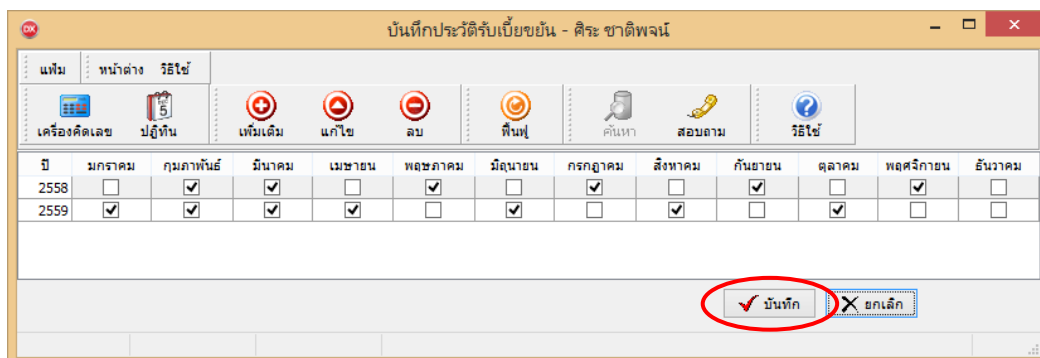 บันทึกประวัติรับเบี้ยขยัน - ศิระ ชาติพจน์
แฟ้ม หน้าต่าง วิธีใช้
เครื่องคิดเลข ปฏิทิน เพิ่มเติม แก้ไข ลบ ฟื้นฟู ค้นหา สอบถาม วิธีใช้
ปี มกราคม กุมภาพันธ์ มีนาคม เมษายน พฤษภาคม มิถุนายน กรกฎาคม สิงหาคม กันยายน ตุลาคม พฤศจิกายน ธันวาคม
2558
2559
บันทึก ยกเลิก